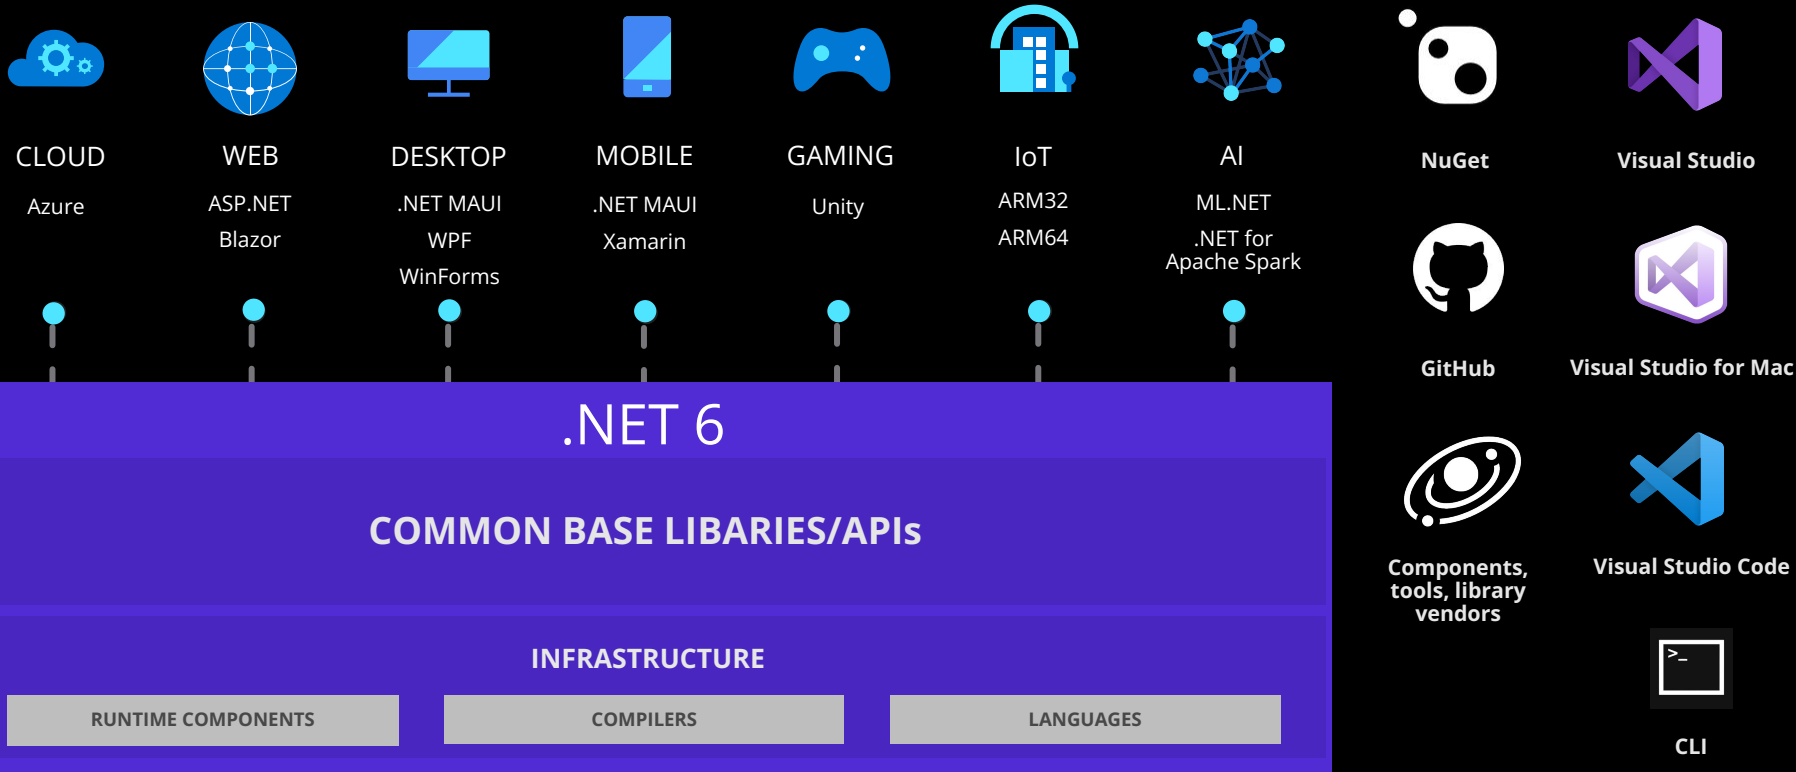 CLOUD
Azure
WEB
ASP.NET
Blazor
DESKTOP
.NET MAUI
WPF
WinForms
MOBILE
.NET MAUI
Xamarin
GAMING
Unity
IoT
ARM32
ARM64
AI
ML.NET
.NET for
Apache Spark
.NET 6
COMMON BASE LIBARIES/APIs
INFRASTRUCTURE
RUNTIME COMPONENTS
COMPILERS
LANGUAGES
NuGet
GitHub
Components,
tools, library
vendors
Visual Studio
Visual Studio for Mac
Visual Studio Code
>_
CLI